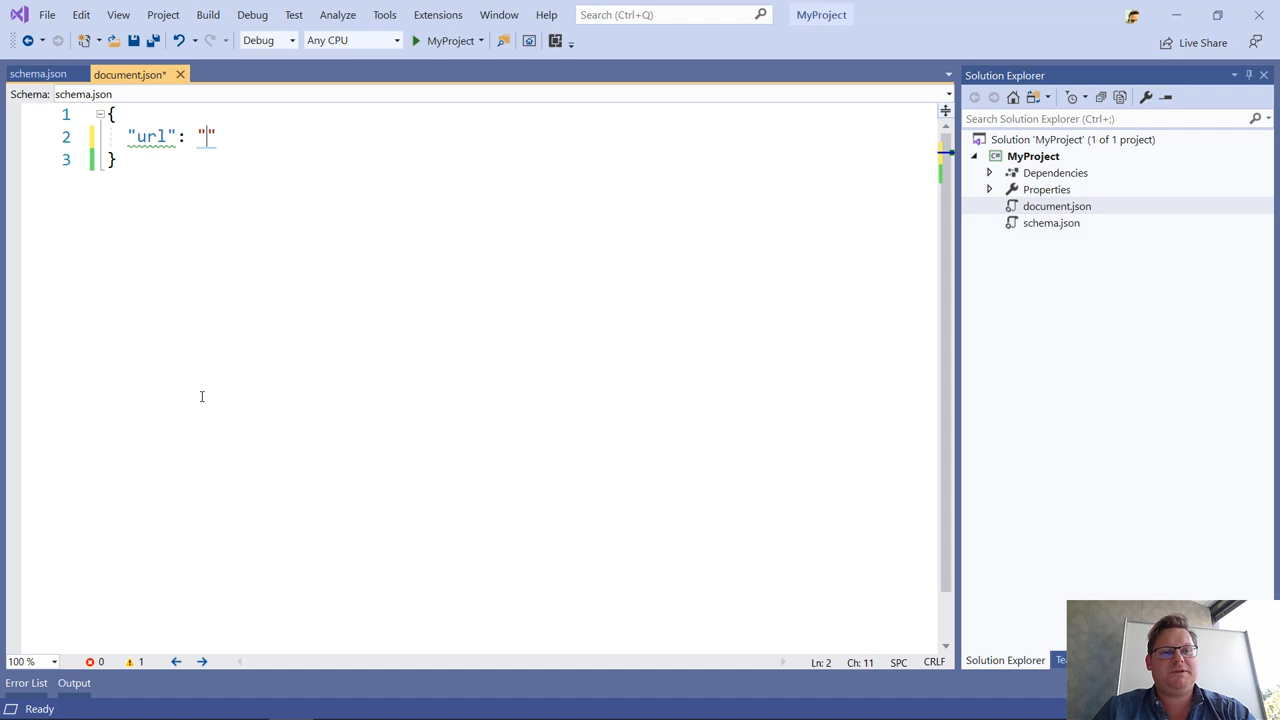 File Edit View Project Build Debug Test Analyze Tools Extensions Window Help Search (Ctrl+Q) MyProject
Debug Any CPU MyProject Live Share
schema.json document.json*
Schema: schema.json
1 {
2 "url": ""
3 }
Solution Explorer
Search Solution Explorer (Ctrl+;)
Solution 'MyProject' (1 of 1 project)
MyProject
Dependencies
Properties
document.json
schema.json
100 % 0 1 Ln: 2 Ch: 11 SPC CRLF
Solution Explorer
Error List Output
Ready